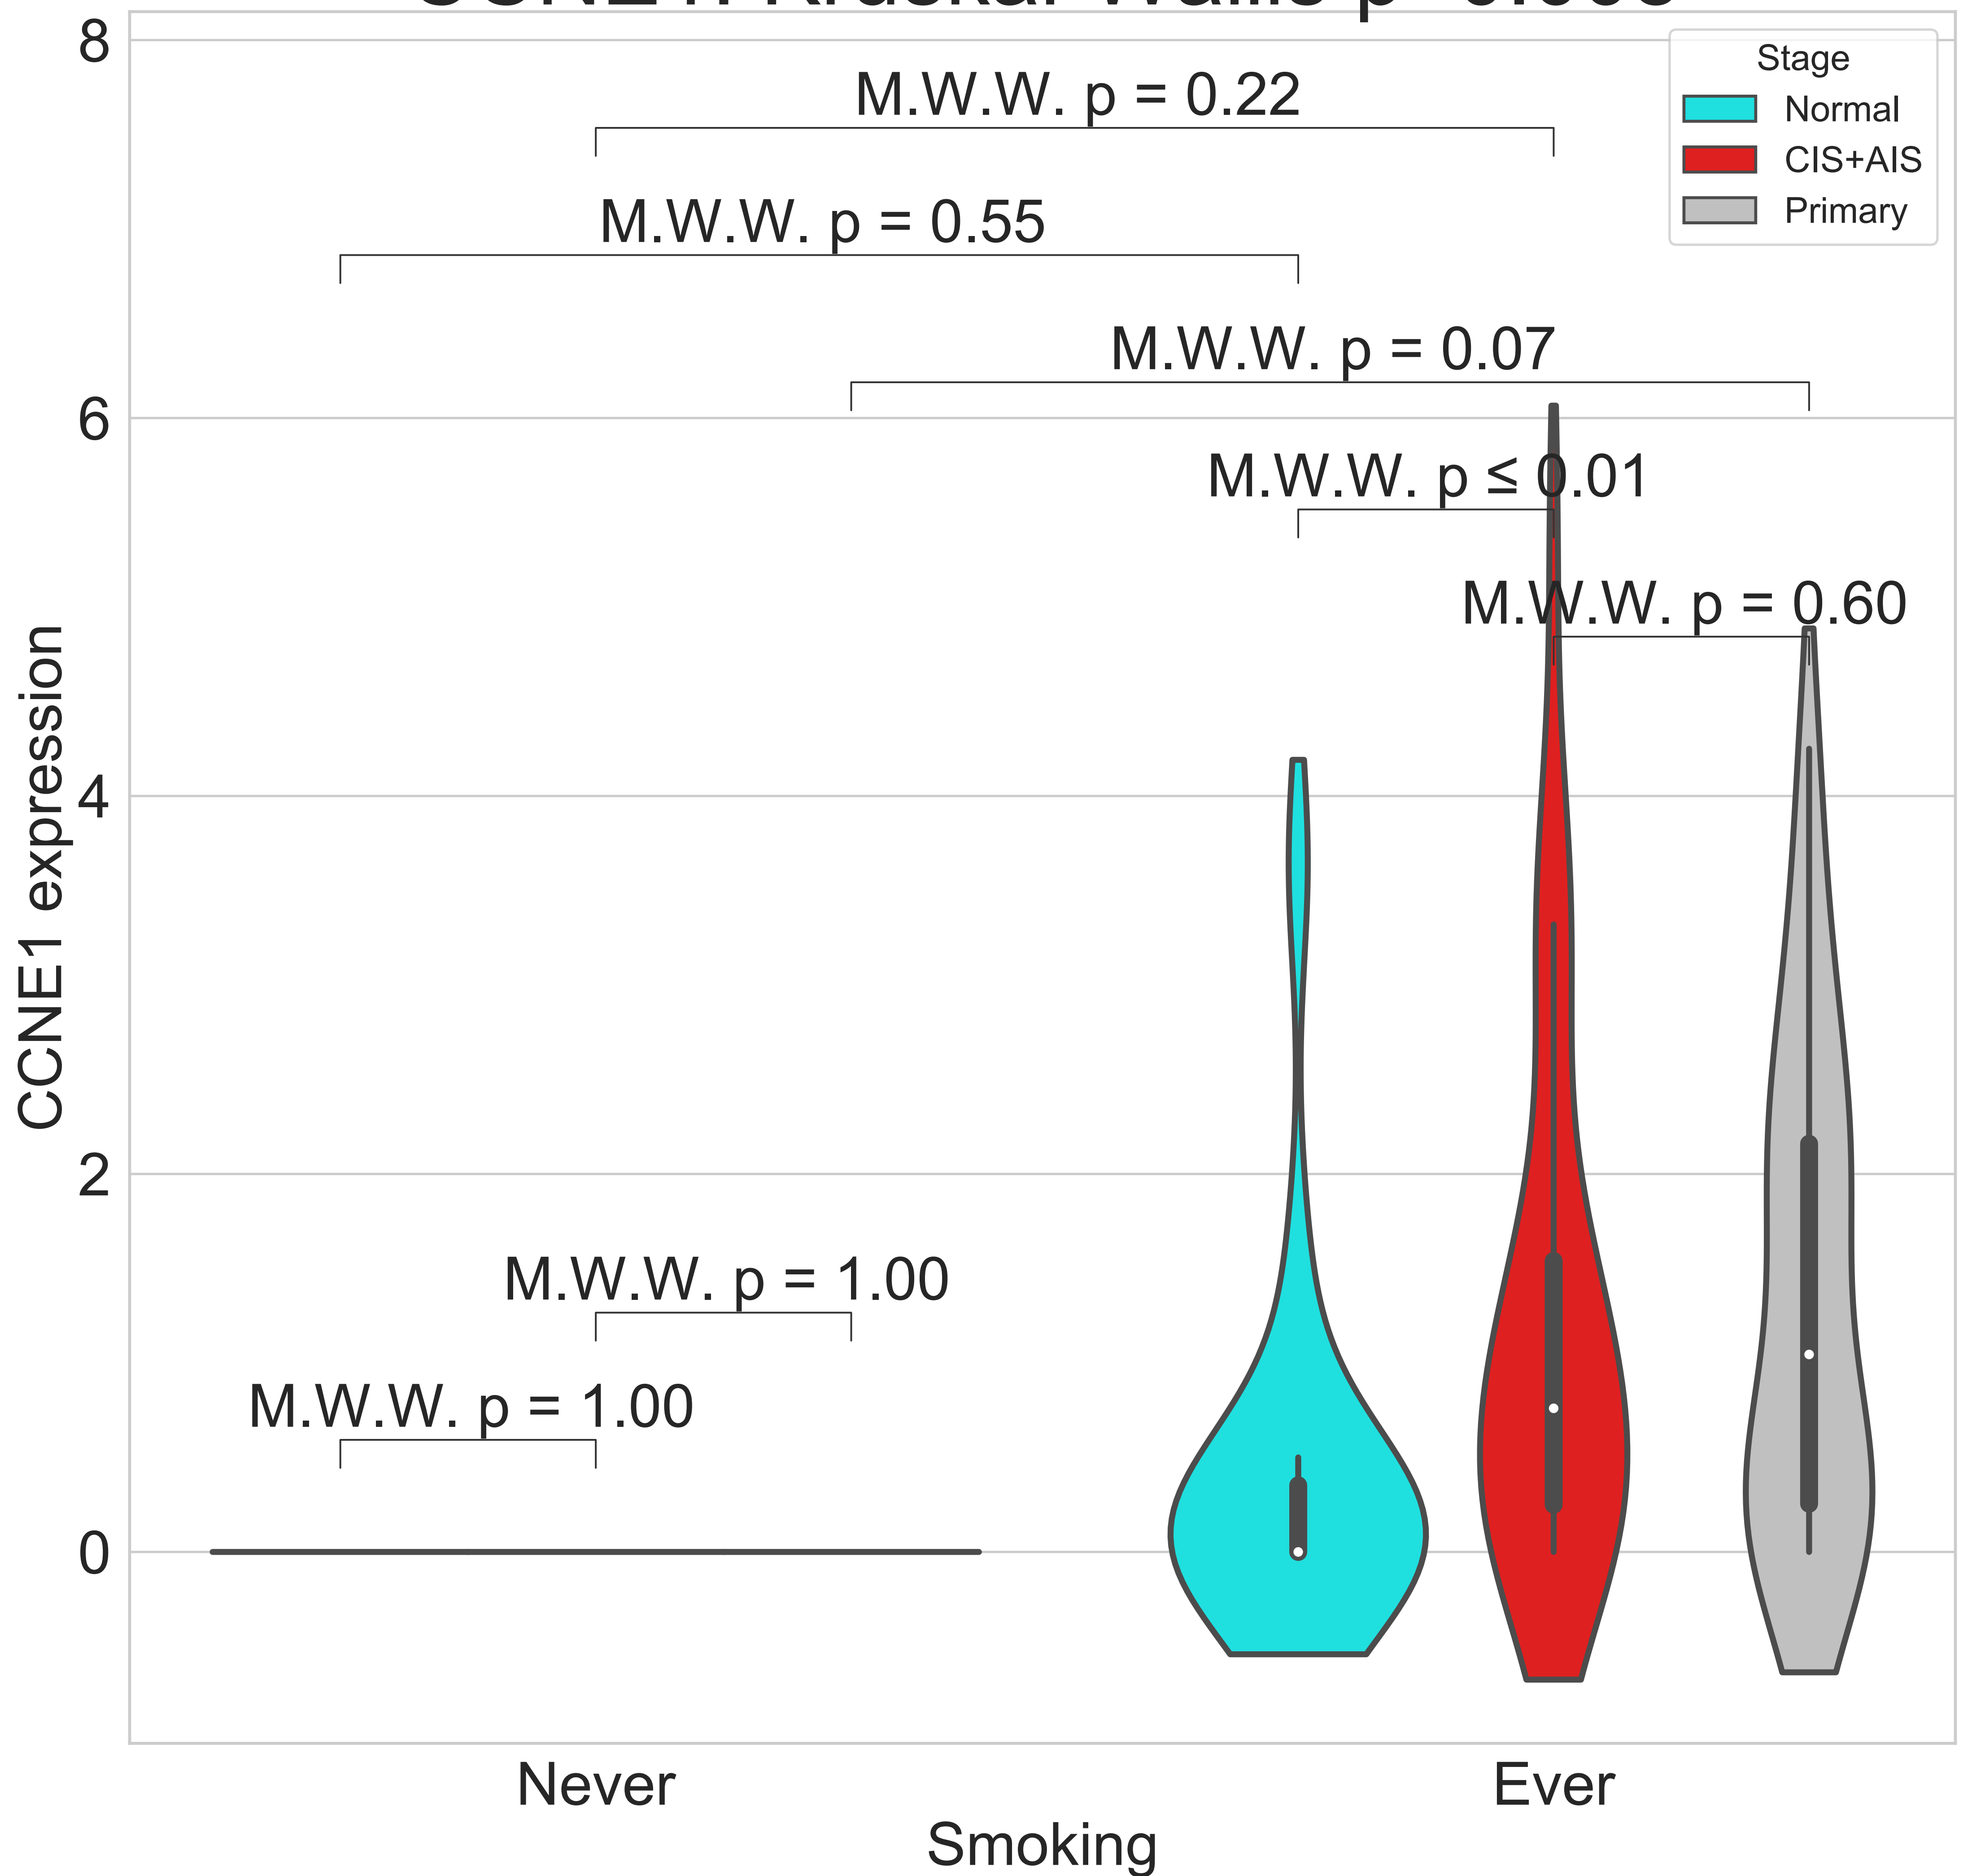 8
M.W.W. p = 0.22
Stage
Normal
CIS+AIS
Primary
M.W.W. p = 0.55
M.W.W. p = 0.07
6
M.W.W. p ≤ 0.01
M.W.W. p = 0.60
CCNE1 expression
4
2
M.W.W. p = 1.00
M.W.W. p = 1.00
0
Never
Ever
Smoking